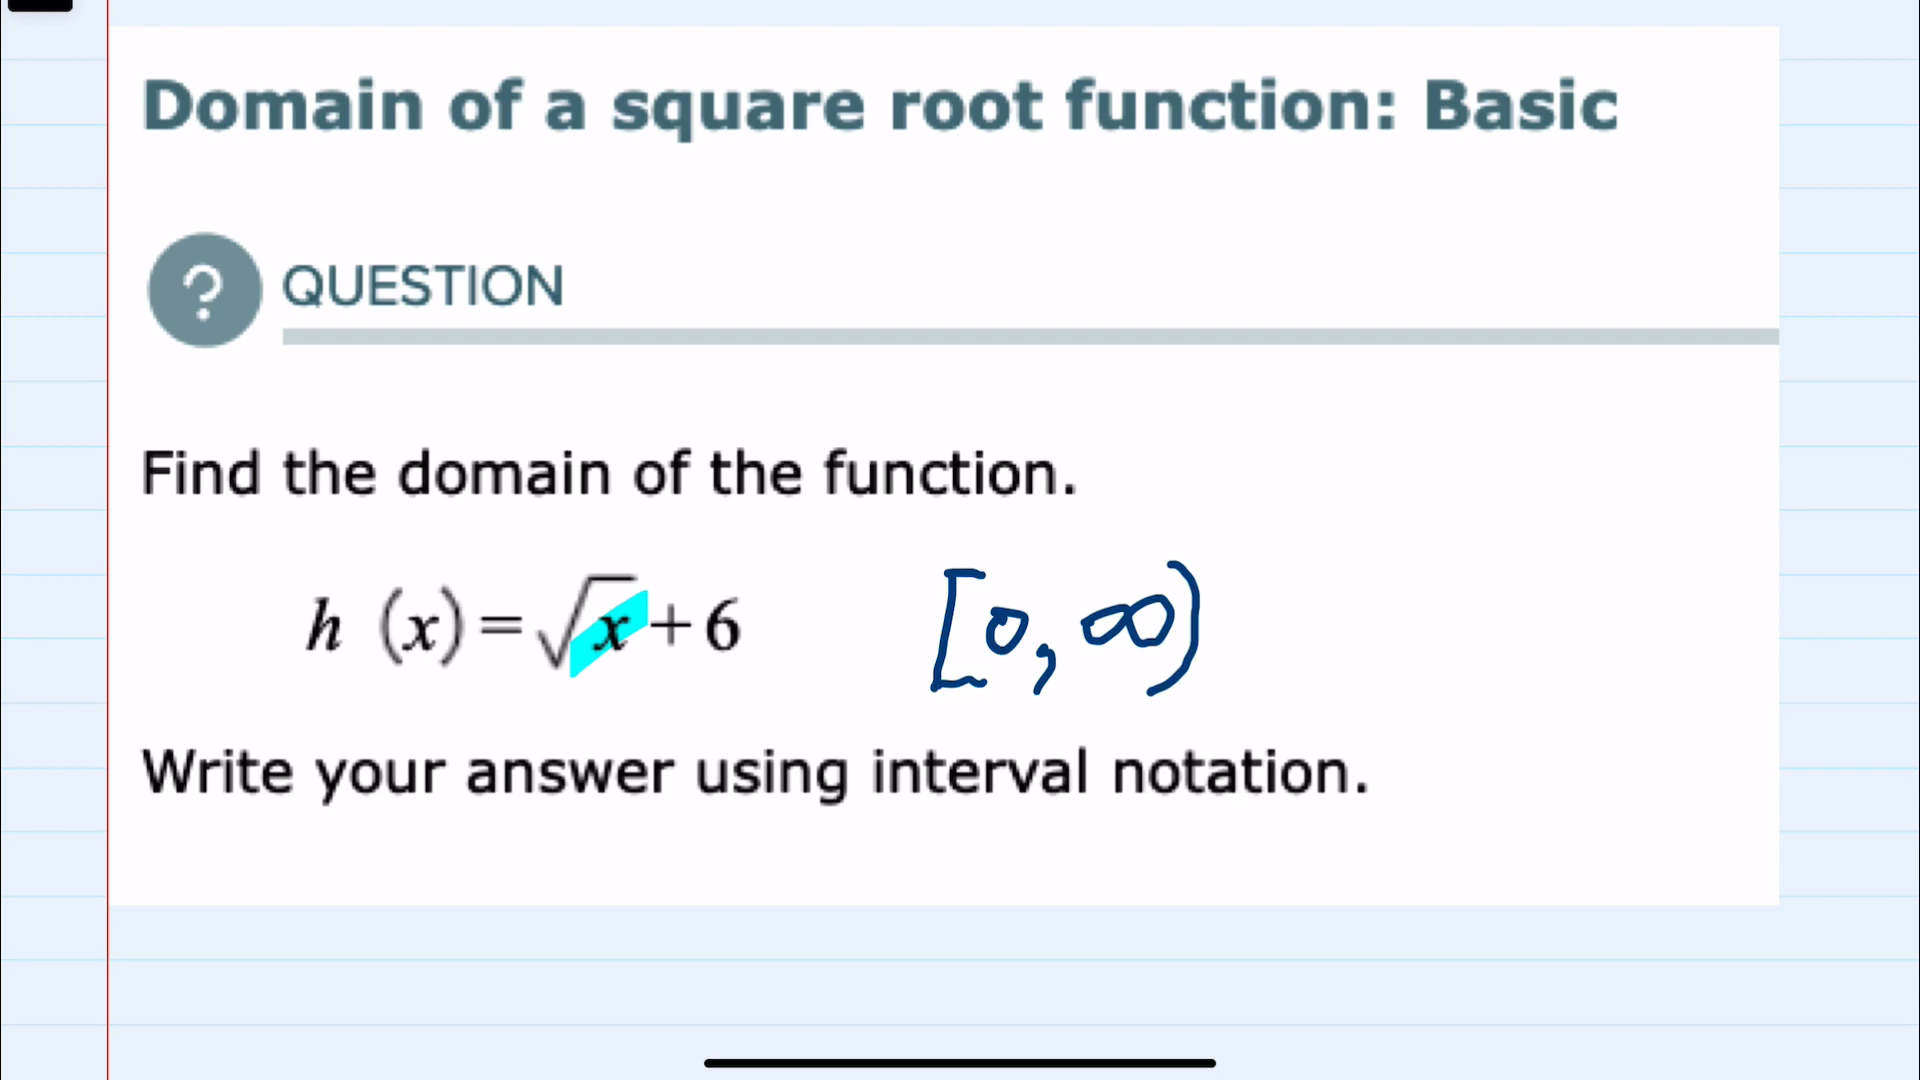 Domain of a square root function: Basic
?
QUESTION
Find the domain of the function.
h (x)=√x+6 [0,∞)
Write your answer using interval notation.